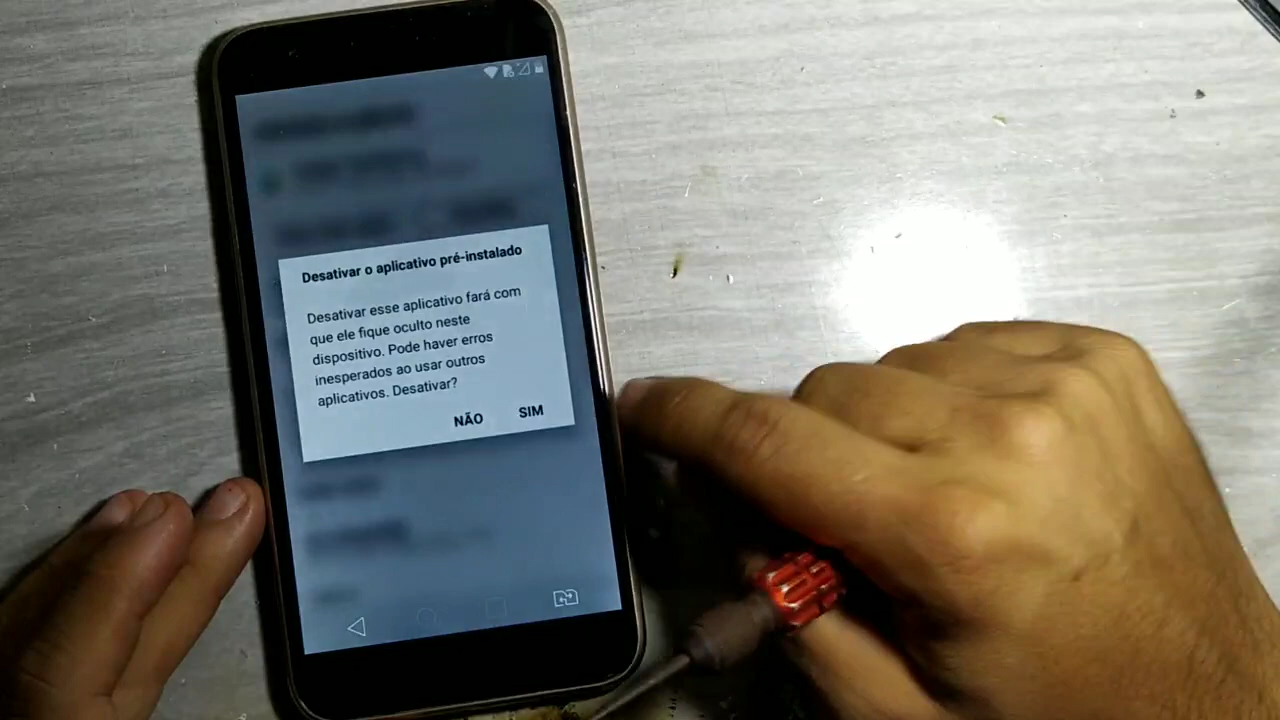 Desativar o aplicativo pré-instalado
Desativar esse aplicativo fará com
que ele fique oculto neste
dispositivo. Pode haver erros
inesperados ao usar outros
aplicativos. Desativar?
NÃO SIM